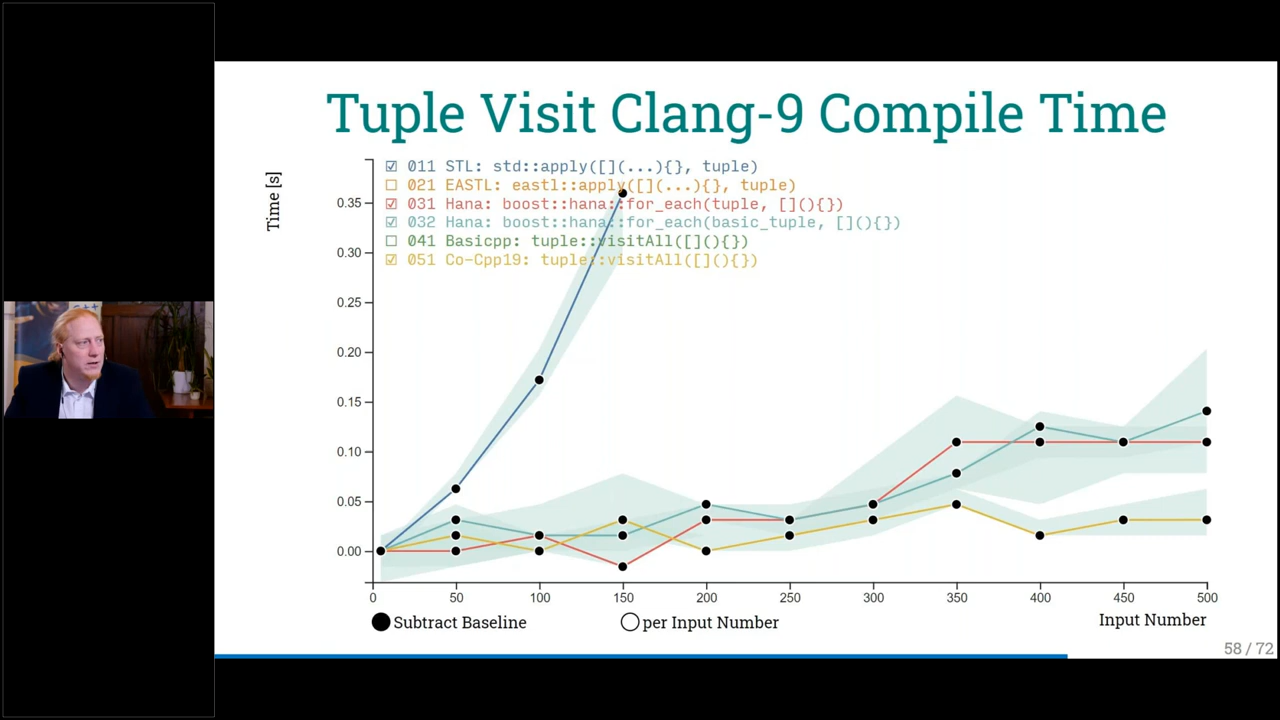 Tuple Visit Clang-9 Compile Time
Time [s]
☑ 011 STL: std::apply([](...){}, tuple)
☐ 021 EASTL: eastl::apply([](...){}, tuple)
☑ 031 Hana: boost::hana::for_each(tuple, [](){})
☑ 032 Hana: boost::hana::for_each(basic_tuple, [](){})
☐ 041 Basicpp: tuple::visitAll([](){})
☑ 051 Co-Cpp19: tuple::visitAll([](){})
0.35
0.30
0.25
0.20
0.15
0.10
0.05
0.00
0 50 100 150 200 250 300 350 400 450 500
Subtract Baseline per Input Number Input Number
58 / 72